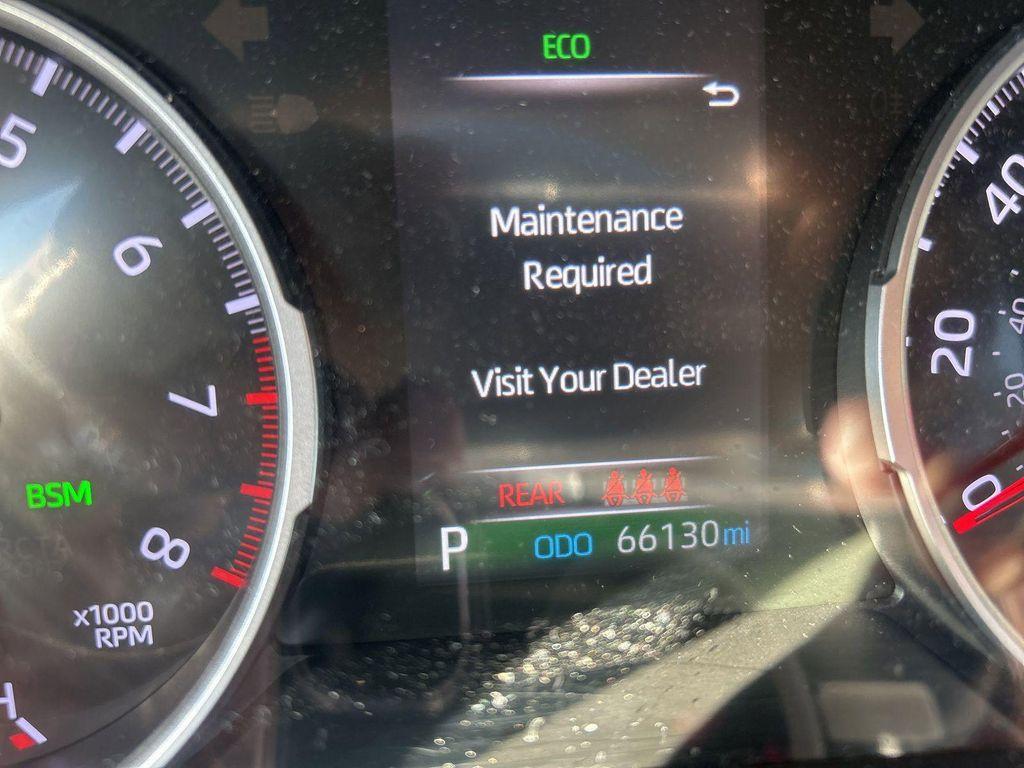 ECO
Maintenance
Required
Visit Your Dealer
REAR
P ODO 66130 mi
5
6
7
8
BSM
x1000
RPM
H
40
20
0
40
20